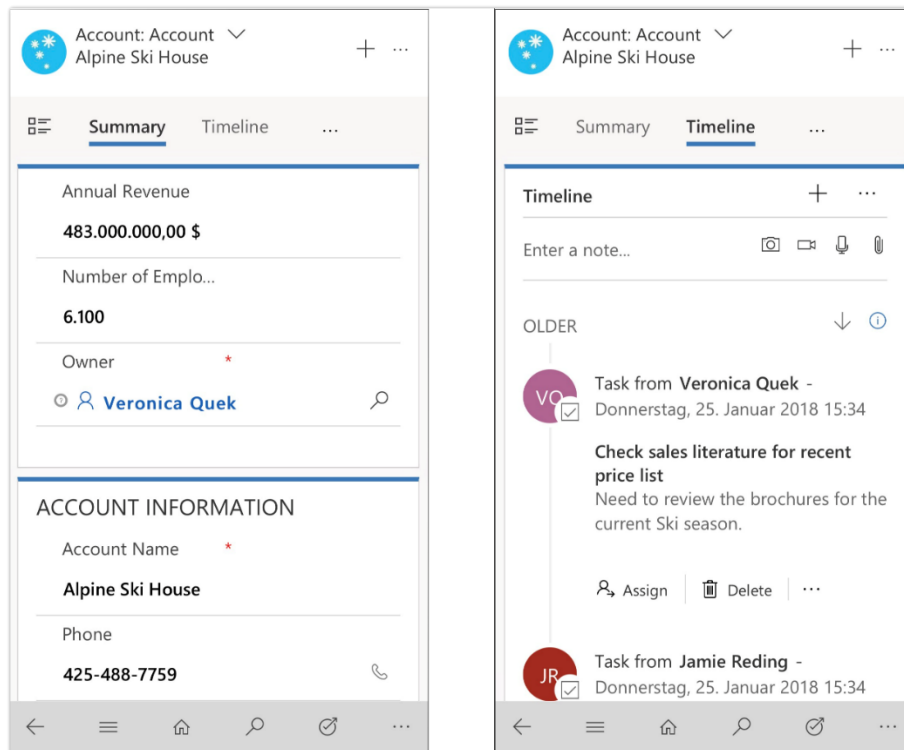 Account: Account
Alpine Ski House
Summary Timeline ...
Annual Revenue
483.000.000,00 $
Number of Emplo...
6.100
Owner *
Veronica Quek
ACCOUNT INFORMATION
Account Name *
Alpine Ski House
Phone
425-488-7759
Account: Account
Alpine Ski House
Summary Timeline ...
Timeline
Enter a note...
OLDER
VQ
Task from Veronica Quek -
Donnerstag, 25. Januar 2018 15:34
Check sales literature for recent
price list
Need to review the brochures for the
current Ski season.
Assign Delete ...
JR
Task from Jamie Reding -
Donnerstag, 25. Januar 2018 15:34